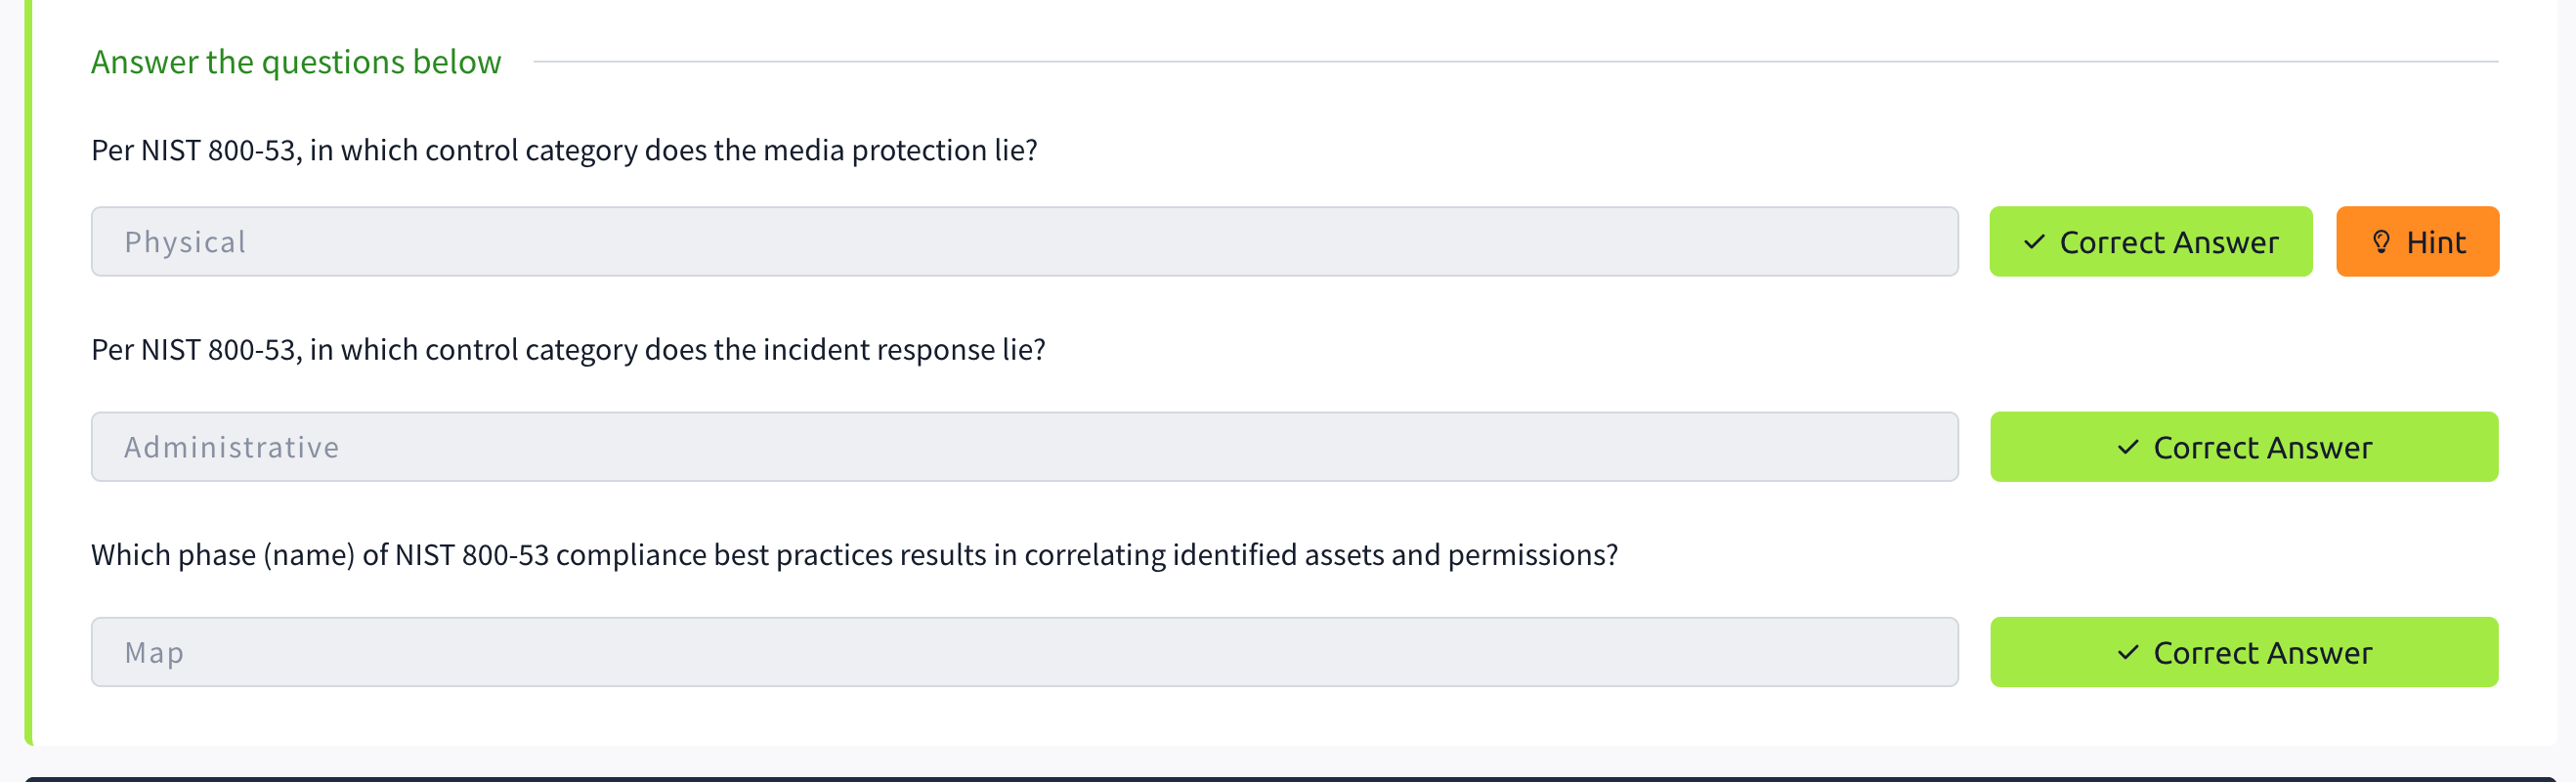 Answer the questions below
Per NIST 800-53, in which control category does the media protection lie?
Physical
Correct Answer
Hint
Per NIST 800-53, in which control category does the incident response lie?
Administrative
Correct Answer
Which phase (name) of NIST 800-53 compliance best practices results in correlating identified assets and permissions?
Map
Correct Answer